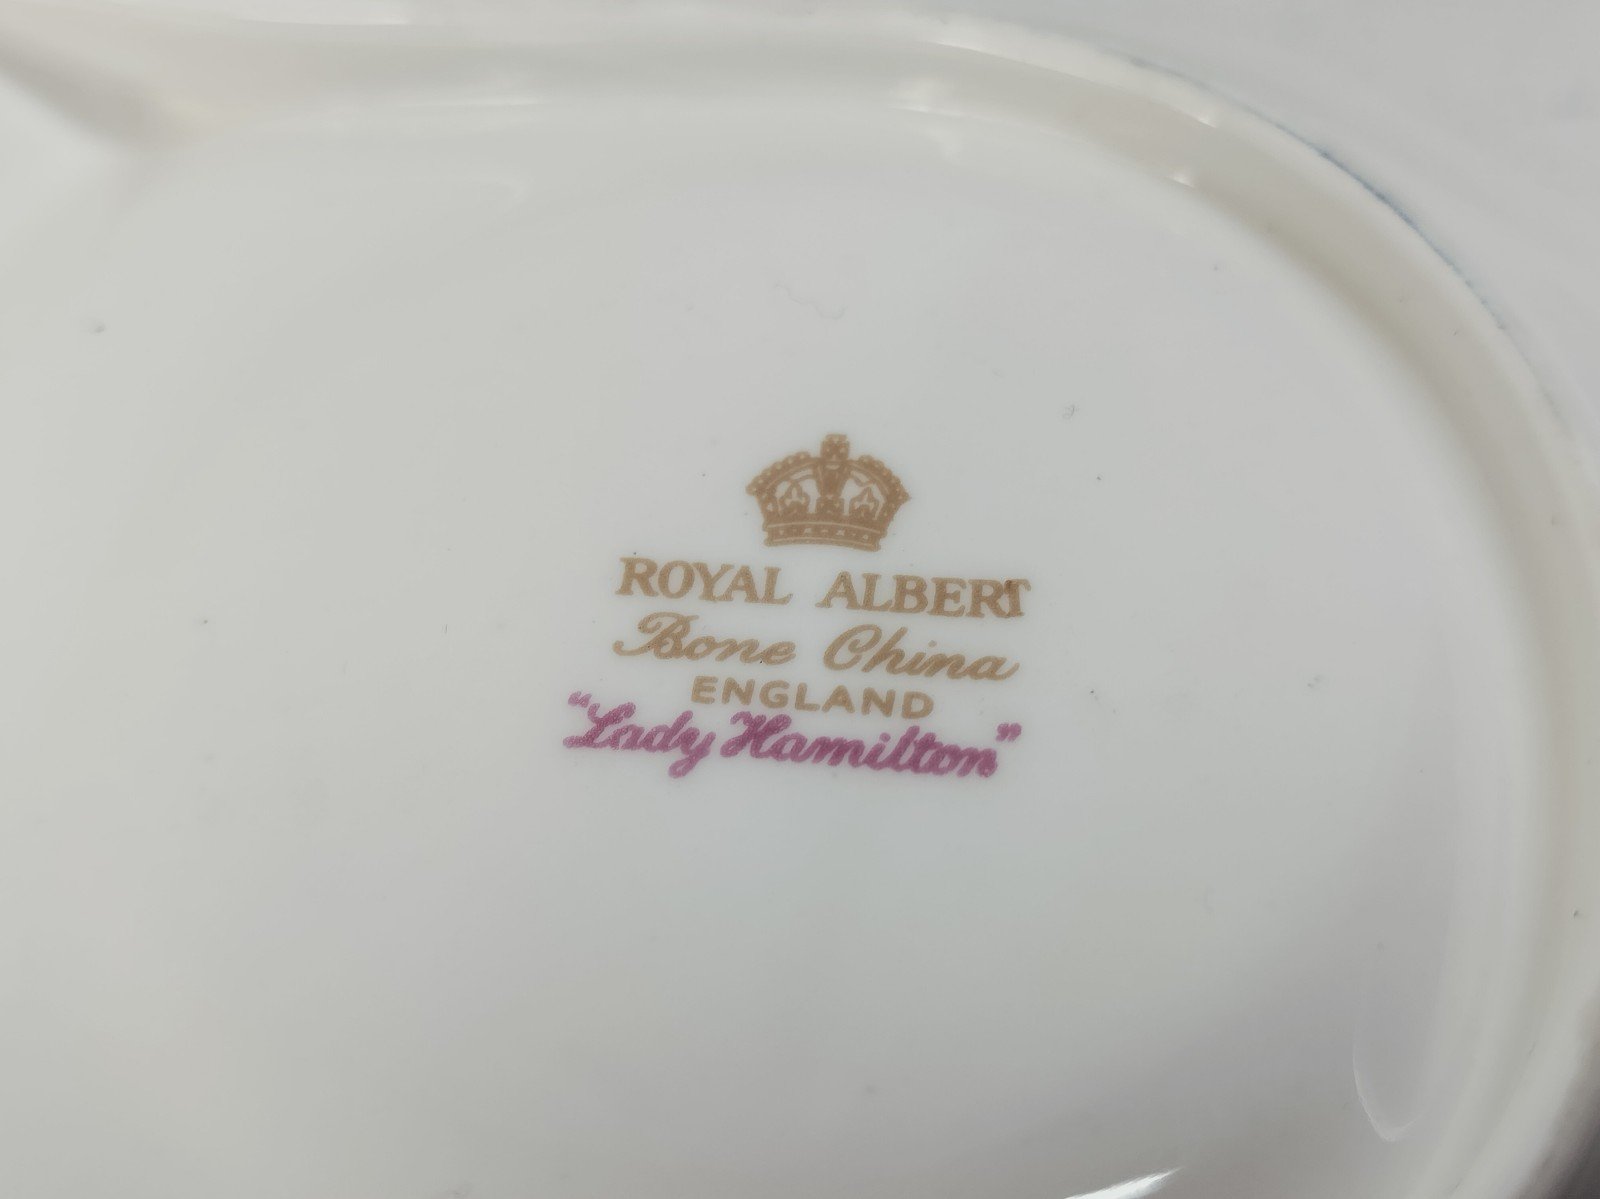 ROYAL ALBERT
Bone China
ENGLAND
"Lady Hamilton"